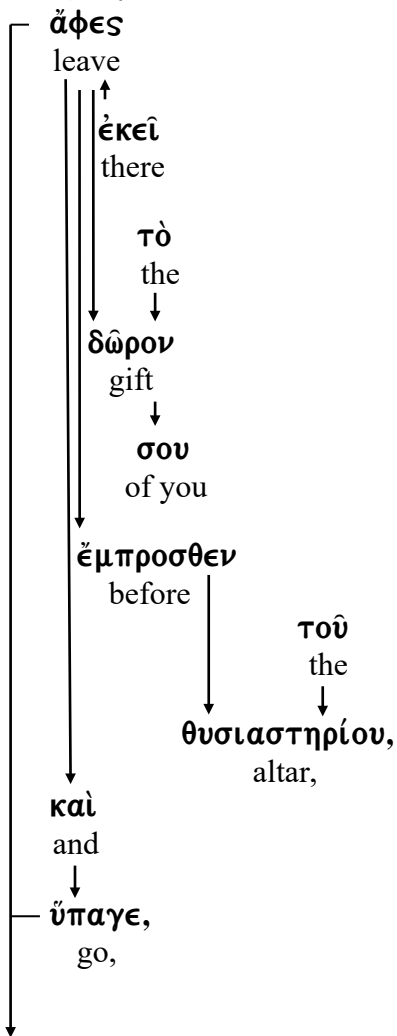 ἄφες
leave
ἐκεῖ
there
τὸ
the
δῶρον
gift
σου
of you
ἔμπροσθεν
before
τοῦ
the
θυσιαστηρίου,
altar,
καὶ
and
ὕπαγε,
go,